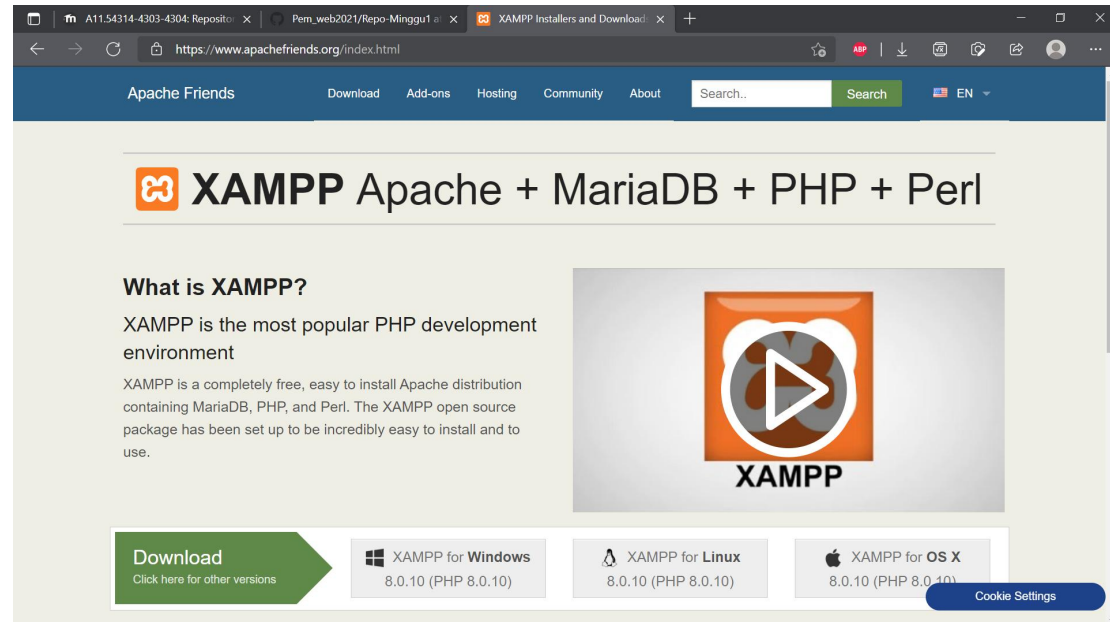 A11.54314-4303-4304: Reposito
Pem_web2021/Repo-Minggu1 at
XAMPP Installers and Download
https://www.apachefriends.org/index.html
ABP
Apache Friends
Download
Add-ons
Hosting
Community
About
Search..
Search
EN
XAMPP Apache + MariaDB + PHP + Perl
What is XAMPP?
XAMPP is the most popular PHP development
environment
XAMPP is a completely free, easy to install Apache distribution
containing MariaDB, PHP, and Perl. The XAMPP open source
package has been set up to be incredibly easy to install and to
use.
XAMPP
Download
Click here for other versions
XAMPP for Windows
8.0.10 (PHP 8.0.10)
XAMPP for Linux
8.0.10 (PHP 8.0.10)
XAMPP for OS X
8.0.10 (PHP 8.0.10)
Cookie Settings